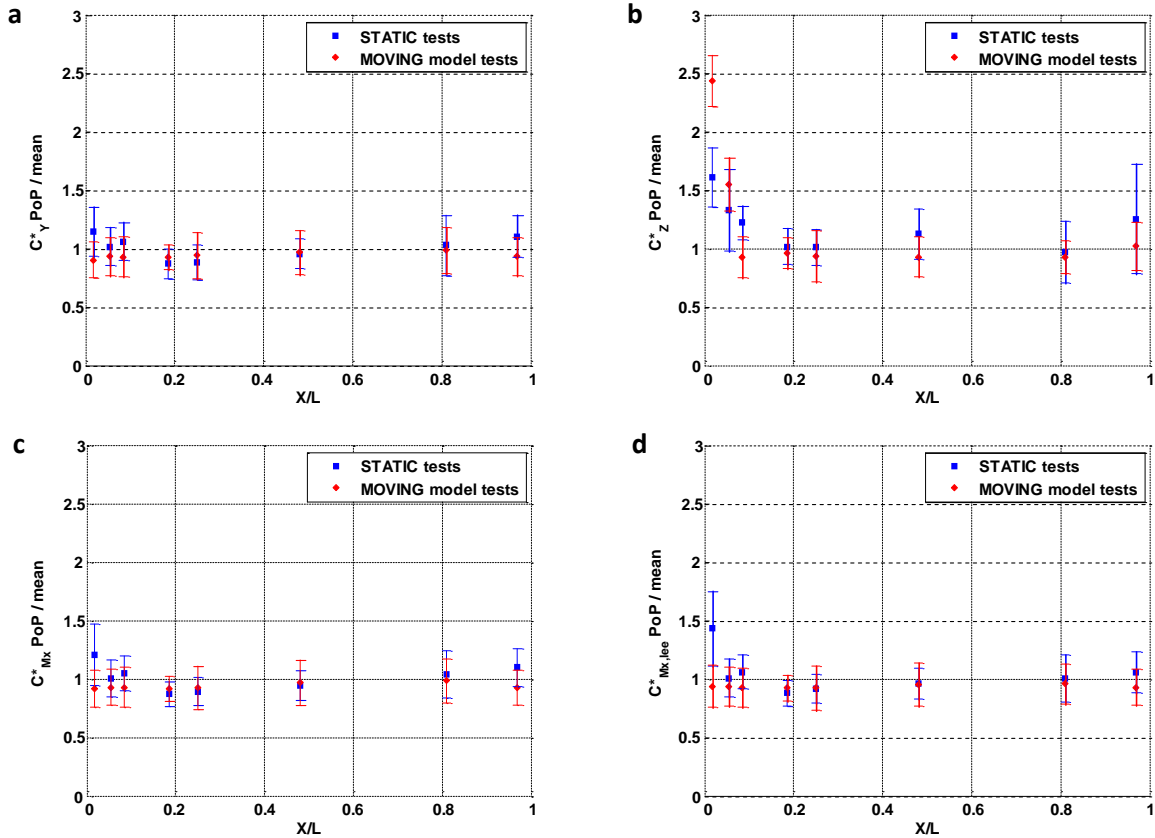 a
3
2.5
2
1.5
1
0.5
0
0
0.2
0.4
0.6
0.8
1
C*Y PoP / mean
X/L
STATIC tests
MOVING model tests
b
3
2.5
2
1.5
1
0.5
0
0
0.2
0.4
0.6
0.8
1
C*Z PoP / mean
X/L
STATIC tests
MOVING model tests
c
3
2.5
2
1.5
1
0.5
0
0
0.2
0.4
0.6
0.8
1
C*Mx PoP / mean
X/L
STATIC tests
MOVING model tests
d
3
2.5
2
1.5
1
0.5
0
0
0.2
0.4
0.6
0.8
1
C*Mx,lee PoP / mean
X/L
STATIC tests
MOVING model tests